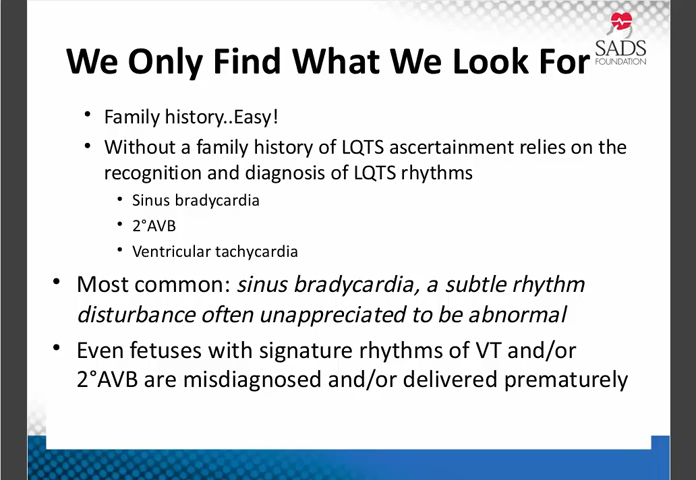 SADS
FOUNDATION
We Only Find What We Look For
• Family history..Easy!
• Without a family history of LQTS ascertainment relies on the
recognition and diagnosis of LQTS rhythms
• Sinus bradycardia
• 2°AVB
• Ventricular tachycardia
• Most common: sinus bradycardia, a subtle rhythm
disturbance often unappreciated to be abnormal
• Even fetuses with signature rhythms of VT and/or
2°AVB are misdiagnosed and/or delivered prematurely